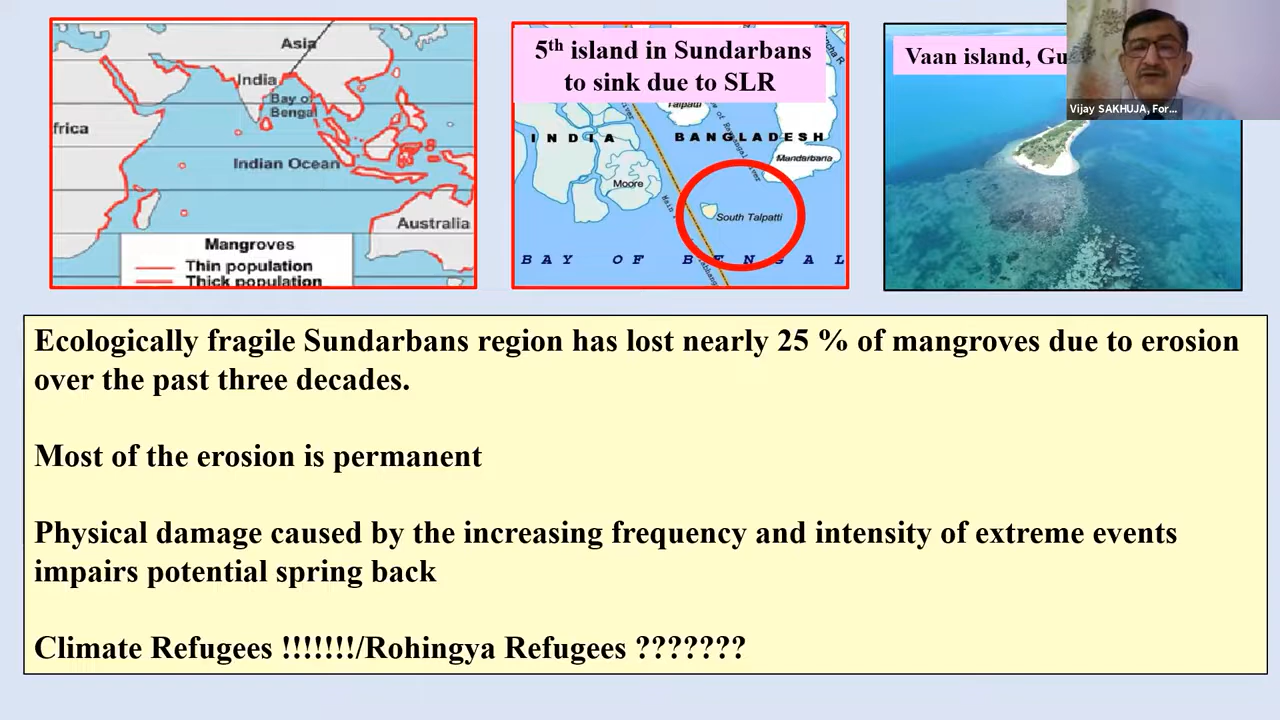 Asia
India
Bay of
Bengal
frica
Indian Ocean
Australia
Mangroves
Thin population
Thick population
5th island in Sundarbans
to sink due to SLR
Talpatti
INDIA
BANGLADESH
Mandarbaria
Moore
South Talpatti
BAY OF BENGAL
Vaan island, Gu
Vijay SAKHUJA, For...
Ecologically fragile Sundarbans region has lost nearly 25 % of mangroves due to erosion
over the past three decades.
Most of the erosion is permanent
Physical damage caused by the increasing frequency and intensity of extreme events
impairs potential spring back
Climate Refugees !!!!!!!/Rohingya Refugees ???????